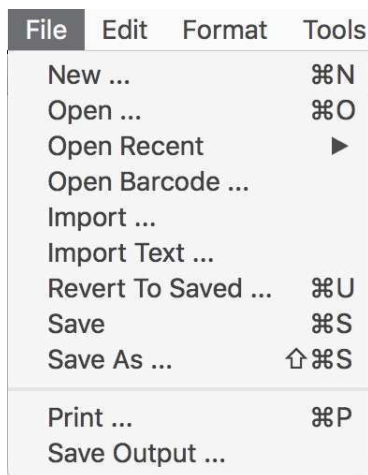 File Edit Format Tools
New ... ⌘N
Open ... ⌘O
Open Recent ▶
Open Barcode ...
Import ...
Import Text ...
Revert To Saved ... ⌘U
Save ⌘S
Save As ... ⇧⌘S
Print ... ⌘P
Save Output ...